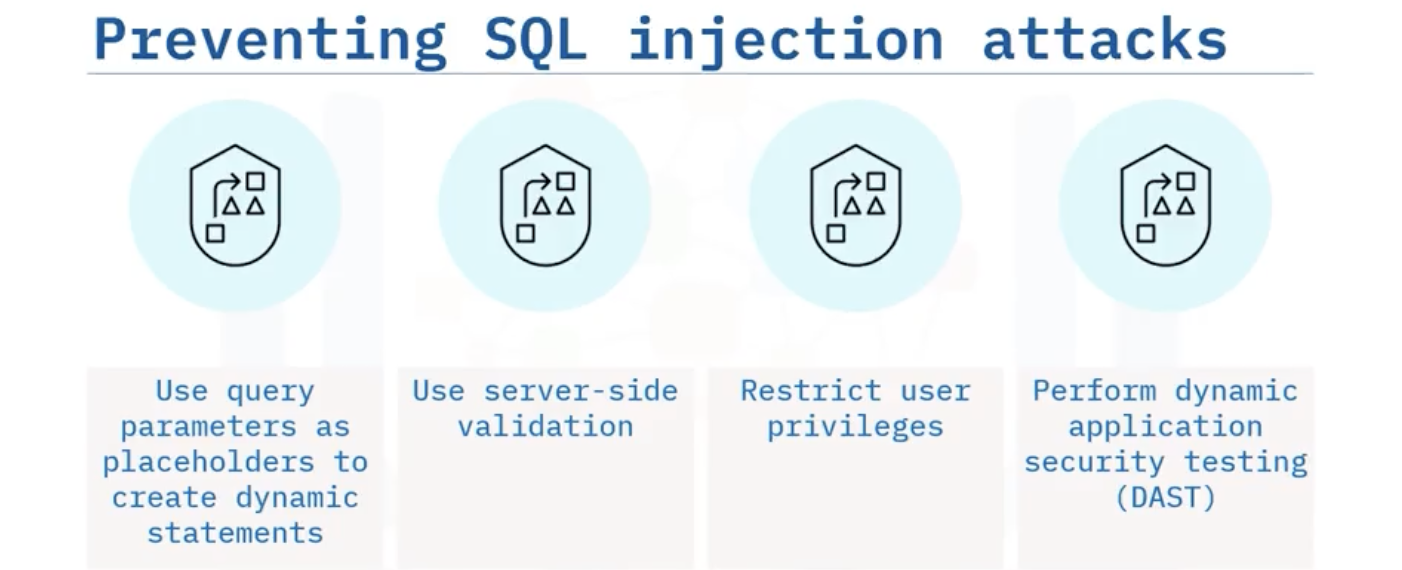 Preventing SQL injection attacks
Use query
parameters as
placeholders to
create dynamic
statements
Use server-side
validation
Restrict user
privileges
Perform dynamic
application
security testing
(DAST)